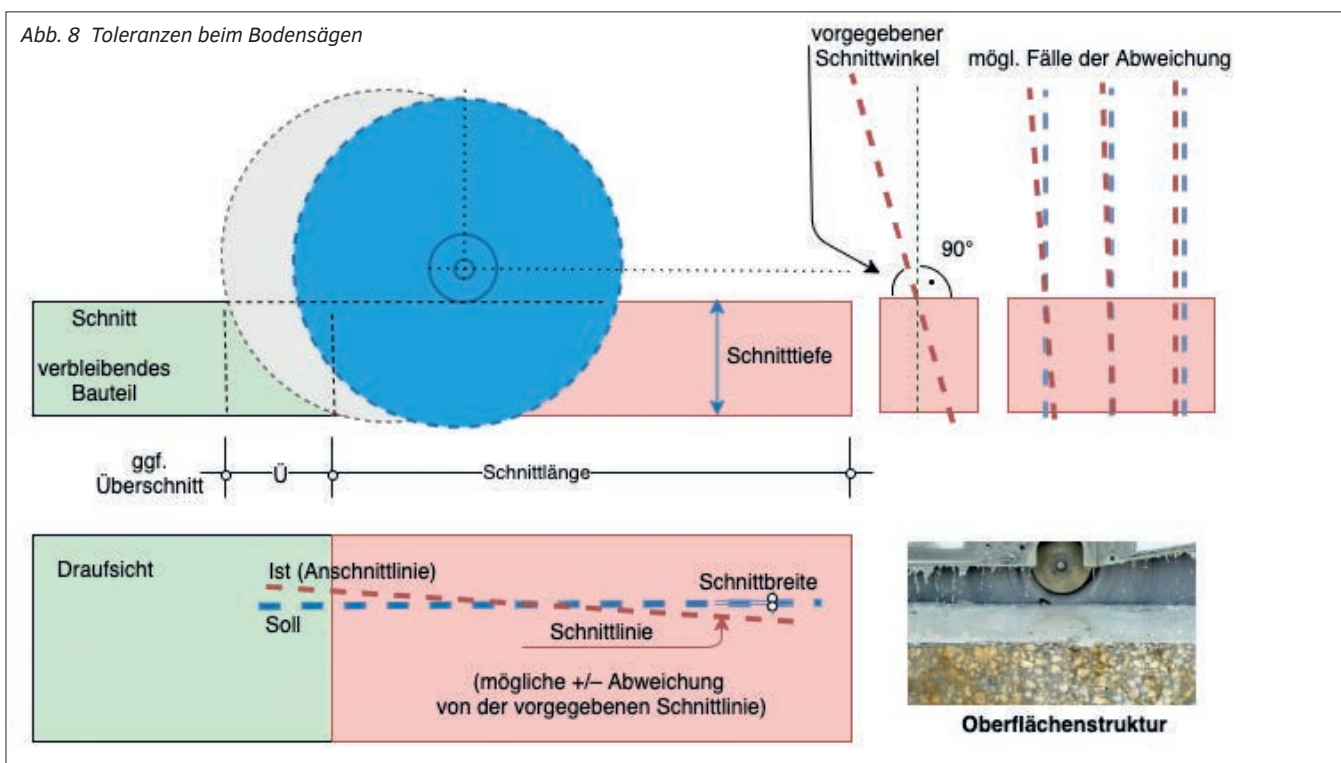 Abb. 8 Toleranzen beim Bodensägen
vorgegebener
Schnittwinkel
mögl. Fälle der Abweichung
90°
Schnitt
verbleibendes
Bauteil
Schnitttiefe
ggf.
Überschnitt
Ü
Schnittlänge
Draufsicht
Ist (Anschnittlinie)
Soll
Schnittbreite
Schnittlinie
(mögliche +/– Abweichung
von der vorgegebenen Schnittlinie)
Oberflächenstruktur